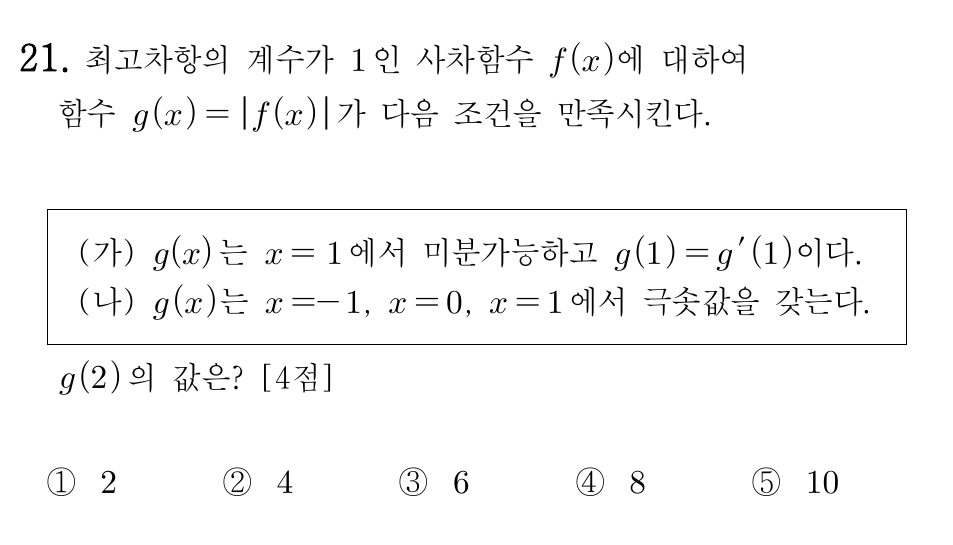 21. 최고차항의 계수가 1인 사차함수 f(x)에 대하여
함수 g(x)=|f(x)|가 다음 조건을 만족시킨다.
(가) g(x)는 x=1에서 미분가능하고 g(1)=g′(1)이다.
(나) g(x)는 x=−1, x=0, x=1에서 극솟값을 갖는다.
g(2)의 값은? [4점]
① 2 ② 4 ③ 6 ④ 8 ⑤ 10